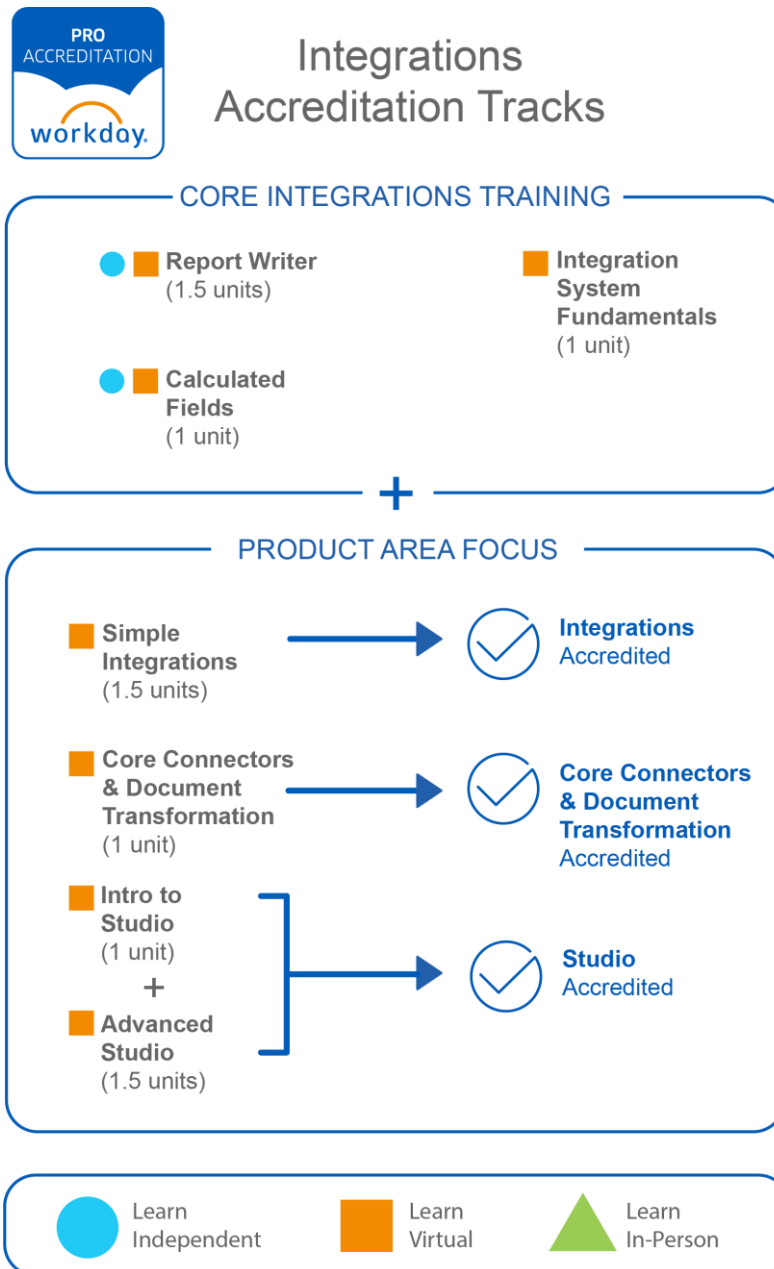 PRO
ACCREDITATION
workday.
Integrations
Accreditation Tracks
CORE INTEGRATIONS TRAINING
Report Writer
(1.5 units)
Integration
System
Fundamentals
(1 unit)
Calculated
Fields
(1 unit)
+
PRODUCT AREA FOCUS
Simple
Integrations
(1.5 units)
Integrations
Accredited
Core Connectors
& Document
Transformation
(1 unit)
Core Connectors
& Document
Transformation
Accredited
Intro to
Studio
(1 unit)
+
Advanced
Studio
(1.5 units)
Studio
Accredited
Learn
Independent
Learn
Virtual
Learn
In-Person